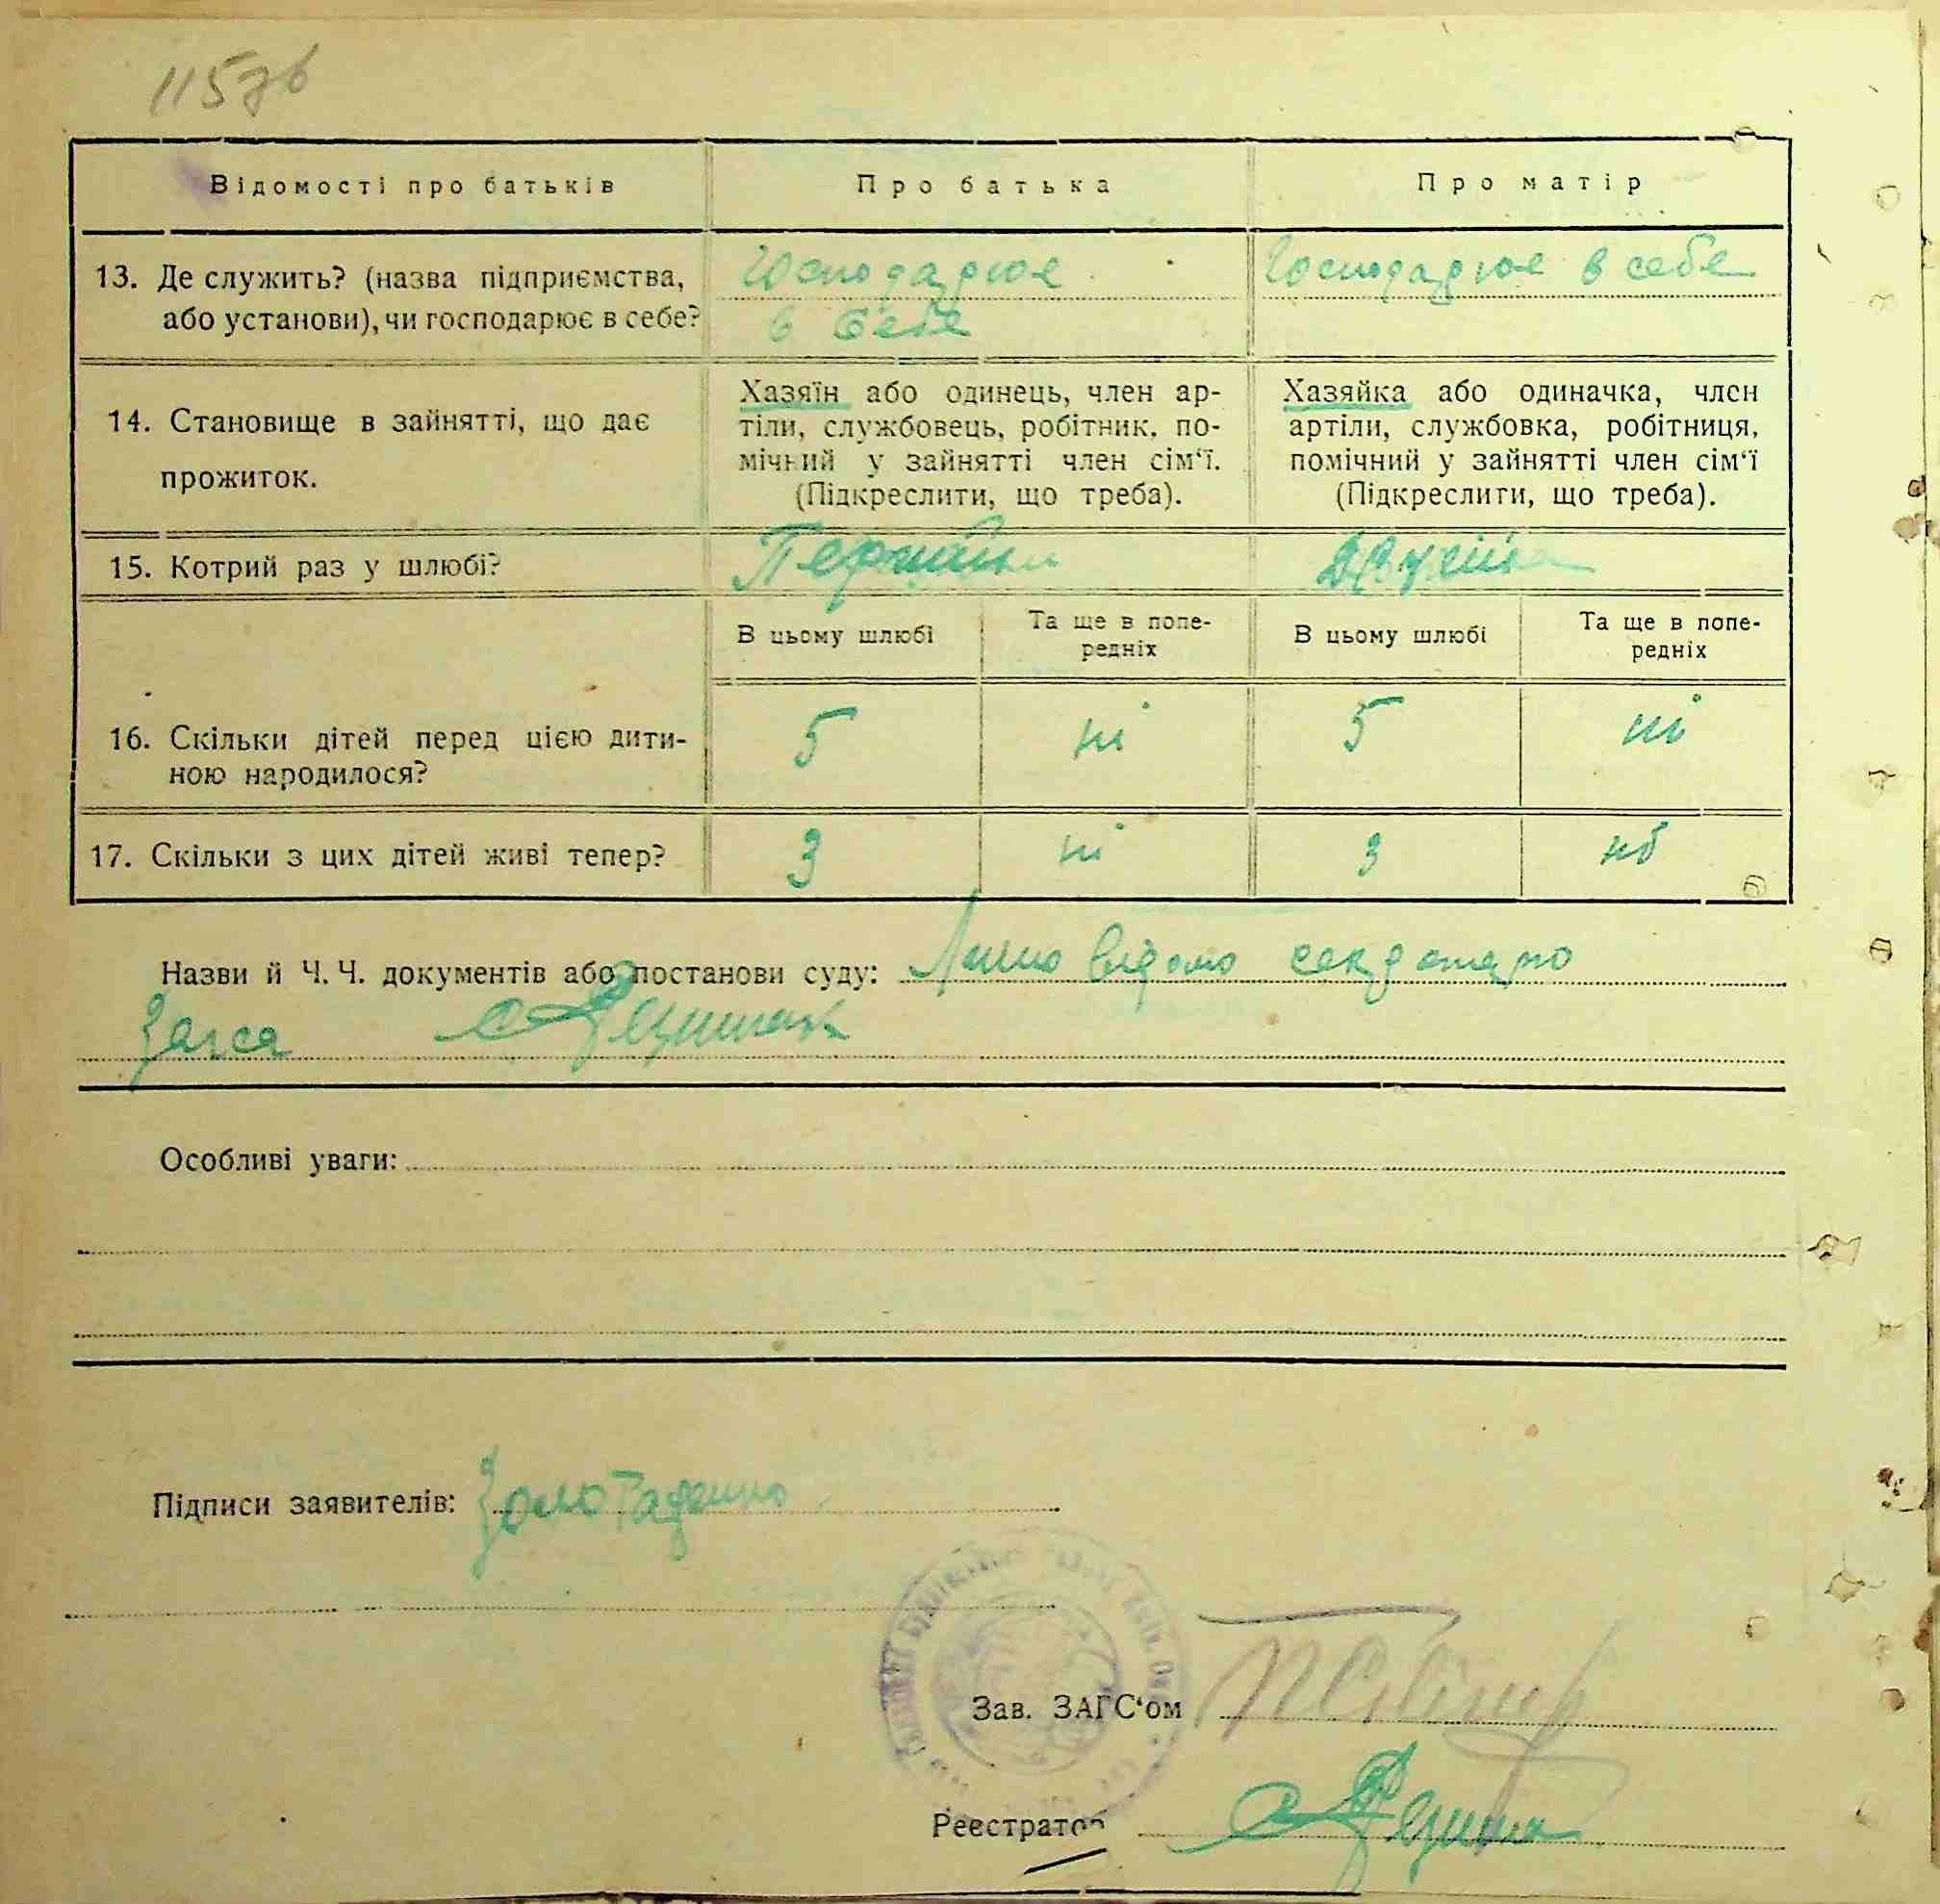 115зв
Відомості про батьків Про батька Про матір
13. Де служить? (назва підприємства, або установи), чи господарює в себе?
Господарює
в себе
Господарює в себе
14. Становище в зайнятті, що дає
прожиток.
Хазяїн або одинець, член ар-
тіли, службовець, робітник, по-
мічний у зайнятті член сім‘ї.
(Підкреслити, що треба).
Хазяйка або одиначка, член
артіли, службовка, робітниця,
помічний у зайнятті член сім‘ї
(Підкреслити, що треба).
15. Котрий раз у шлюбі?
В цьому шлюбі Та ще в попе-
редніх
В цьому шлюбі Та ще в попе-
редніх
16. Скільки дітей перед цією дити-
ною народилося?
5 ні 5 ні
17. Скільки з цих дітей живі тепер? 3 ні 3
Назви й Ч. Ч. документів або постанови суду: відомо
Загса
Особливі уваги:
Підписи заявителів:
Зав. ЗАГС‘ом
Реєстратор